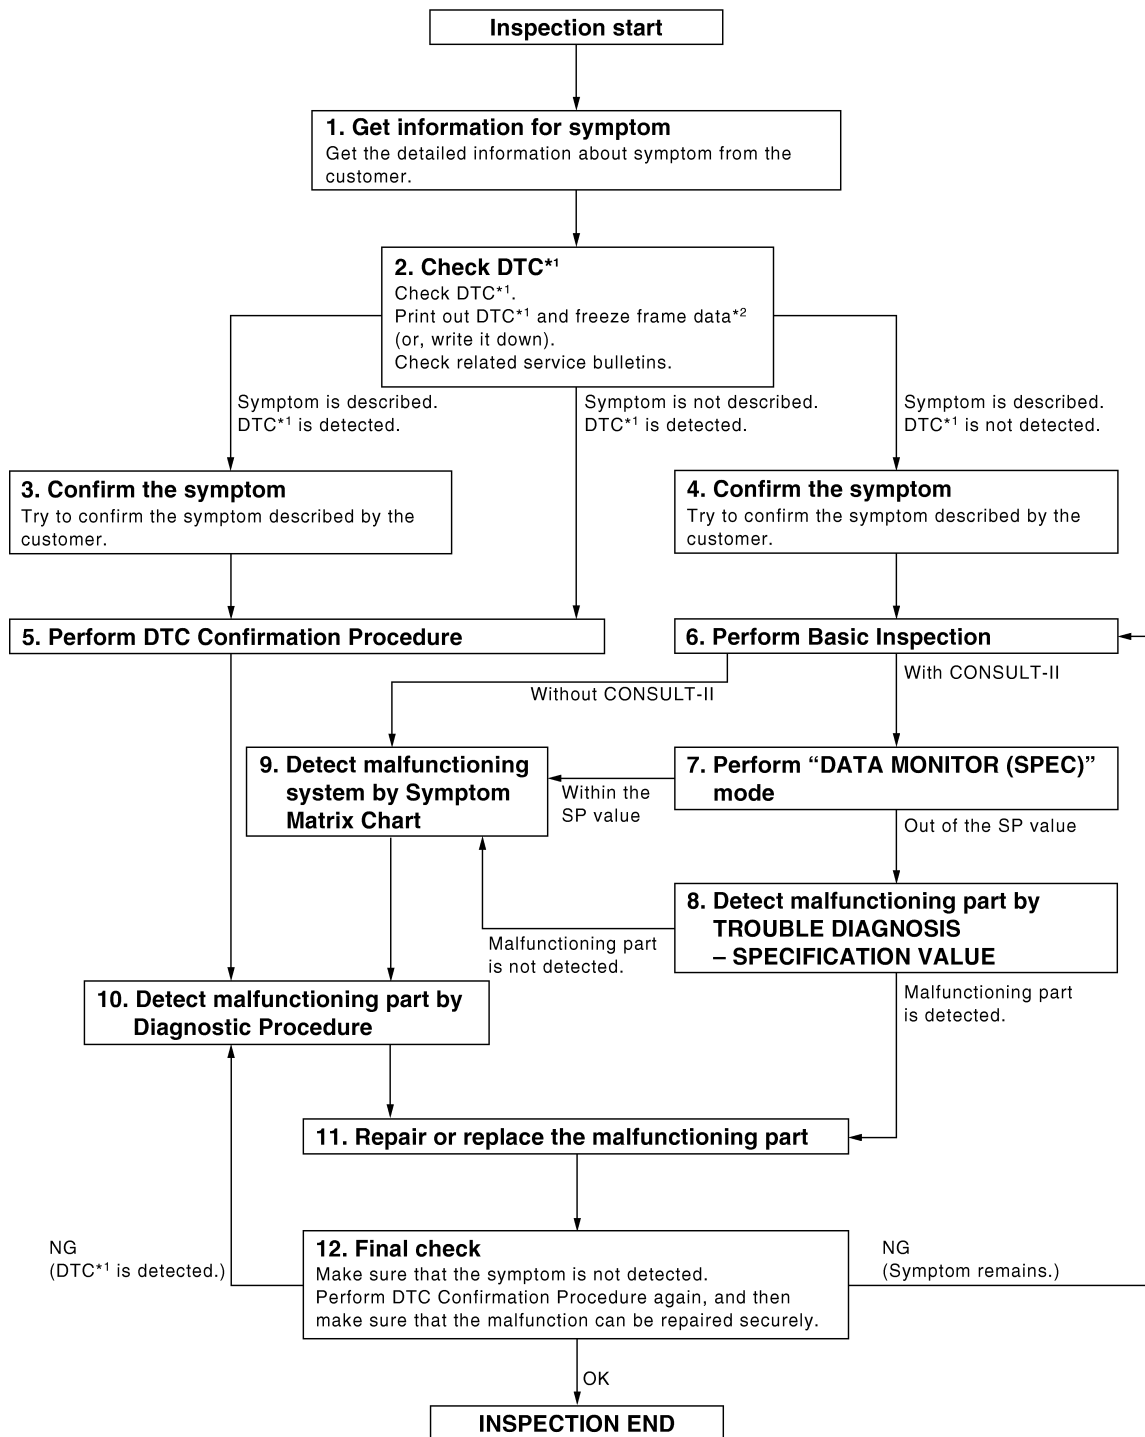 Inspection start
1. Get information for symptom
Get the detailed information about symptom from the
customer.
2. Check DTC*1
Check DTC*1.
Print out DTC*1 and freeze frame data*2
(or, write it down).
Check related service bulletins.
Symptom is described.
DTC*1 is detected.
Symptom is not described.
DTC*1 is detected.
Symptom is described.
DTC*1 is not detected.
3. Confirm the symptom
Try to confirm the symptom described by the
customer.
4. Confirm the symptom
Try to confirm the symptom described by the
customer.
5. Perform DTC Confirmation Procedure
6. Perform Basic Inspection
Without CONSULT-II
With CONSULT-II
9. Detect malfunctioning
system by Symptom
Matrix Chart
Within the
SP value
7. Perform “DATA MONITOR (SPEC)”
mode
Out of the SP value
8. Detect malfunctioning part by
TROUBLE DIAGNOSIS
– SPECIFICATION VALUE
Malfunctioning part
is not detected.
Malfunctioning part
is detected.
10. Detect malfunctioning part by
Diagnostic Procedure
11. Repair or replace the malfunctioning part
NG
(DTC*1 is detected.)
12. Final check
Make sure that the symptom is not detected.
Perform DTC Confirmation Procedure again, and then
make sure that the malfunction can be repaired securely.
NG
(Symptom remains.)
OK
INSPECTION END